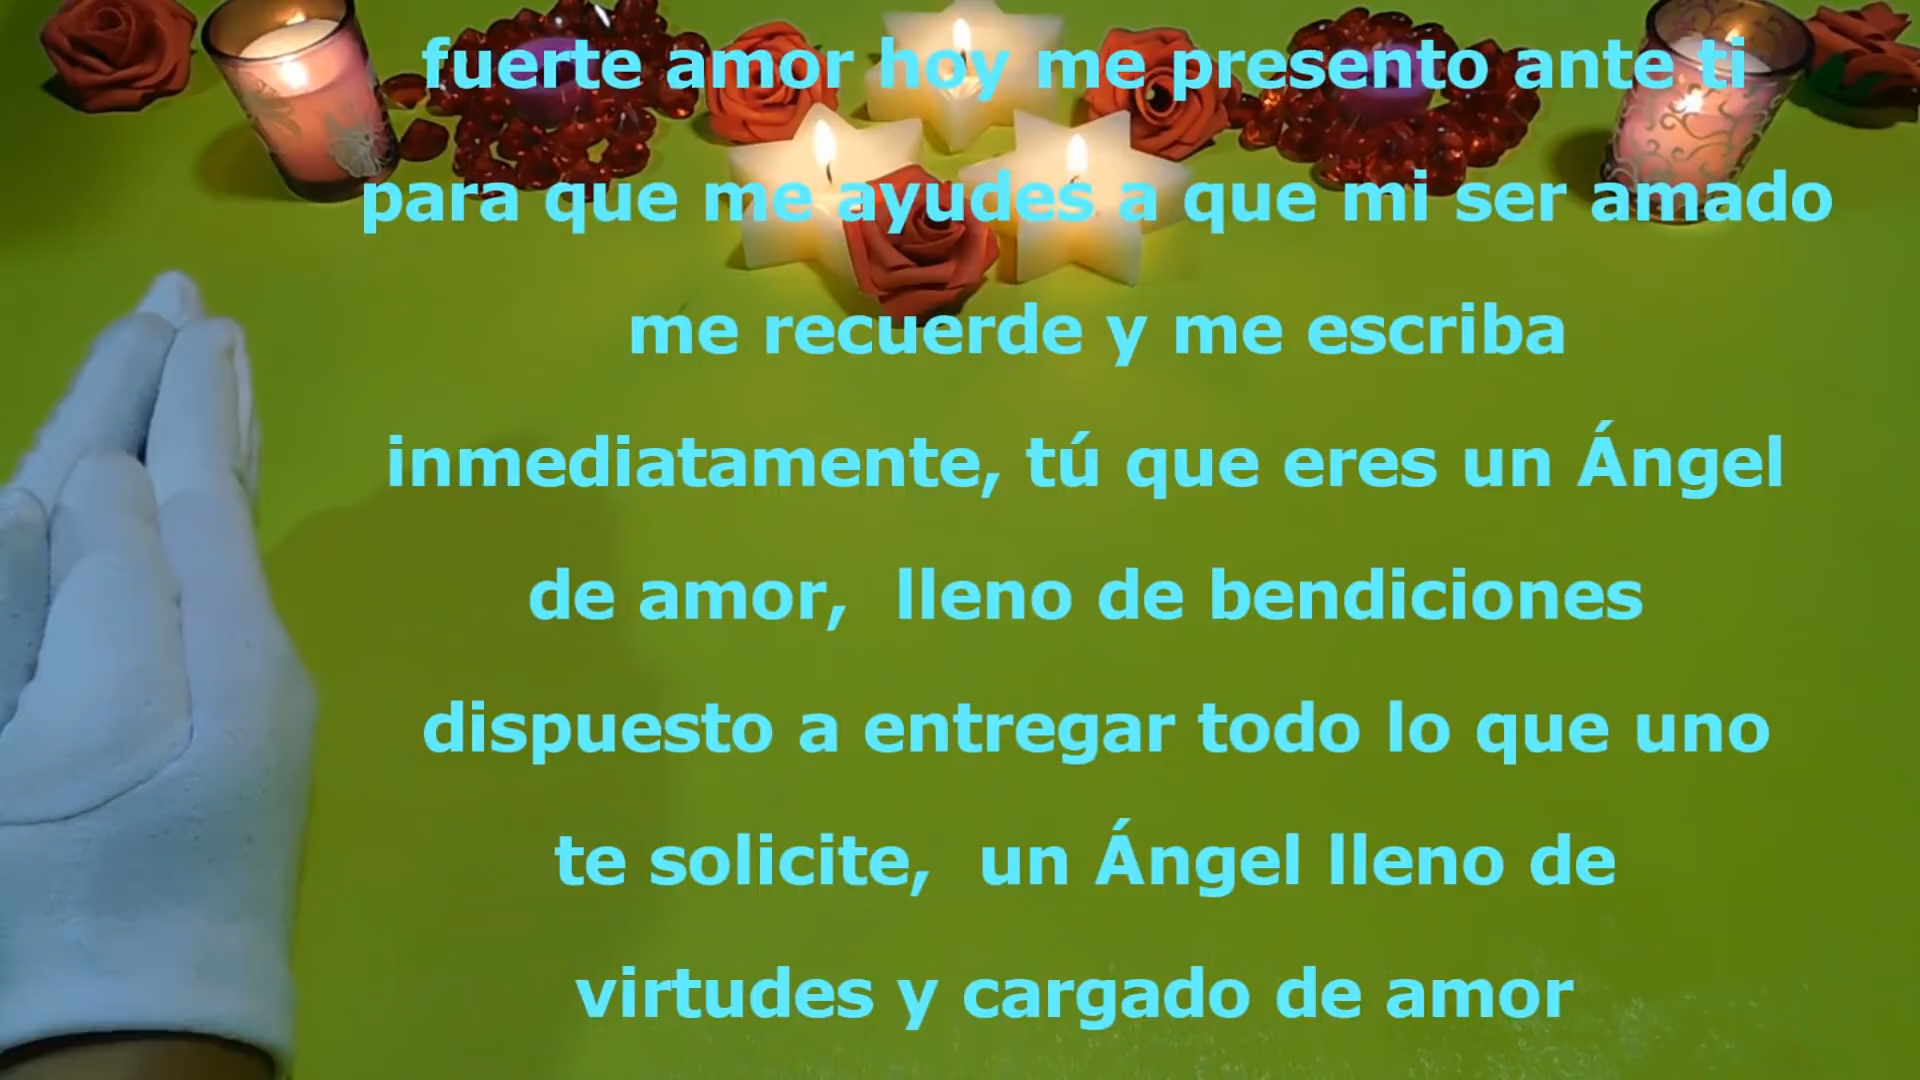 fuerte amor hoy me presento ante ti
para que me ayudes a que mi ser amado
me recuerde y me escriba
inmediatamente, tú que eres un Ángel
de amor,  lleno de bendiciones
dispuesto a entregar todo lo que uno
te solicite,  un Ángel lleno de
virtudes y cargado de amor